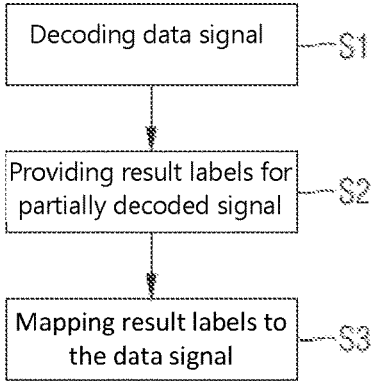 Decoding data signal
S1
Providing result labels for
partially decoded signal
S2
Mapping result labels to
the data signal
S3